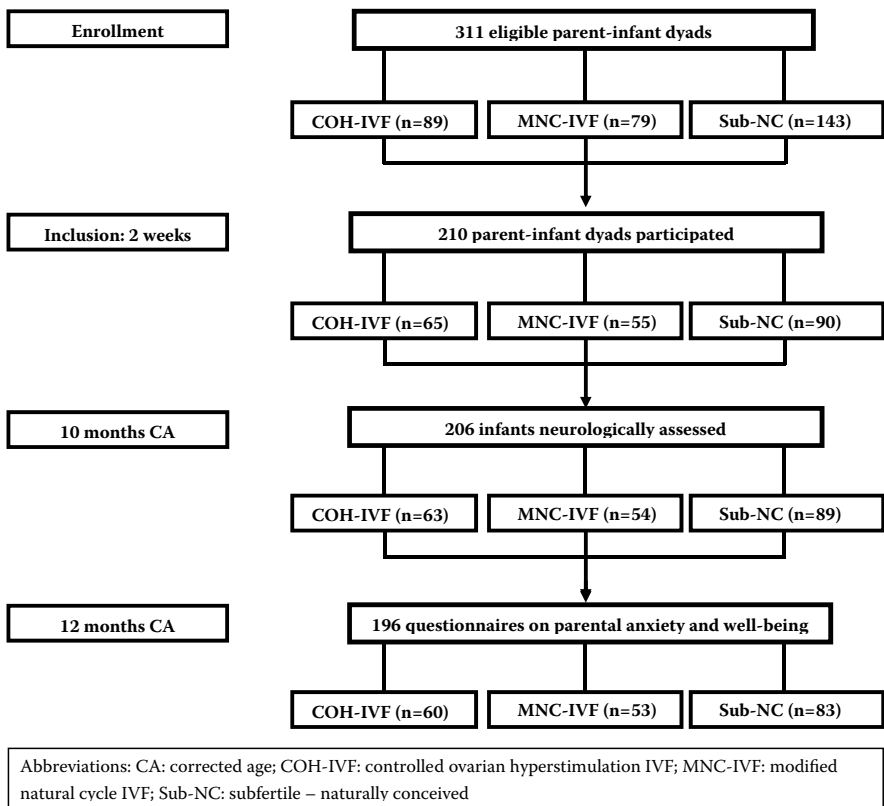 Enrollment
311 eligible parent-infant dyads
COH-IVF (n=89)
MNC-IVF (n=79)
Sub-NC (n=143)
Inclusion: 2 weeks
210 parent-infant dyads participated
COH-IVF (n=65)
MNC-IVF (n=55)
Sub-NC (n=90)
10 months CA
206 infants neurologically assessed
COH-IVF (n=63)
MNC-IVF (n=54)
Sub-NC (n=89)
12 months CA
196 questionnaires on parental anxiety and well-being
COH-IVF (n=60)
MNC-IVF (n=53)
Sub-NC (n=83)
Abbreviations: CA: corrected age; COH-IVF: controlled ovarian hyperstimulation IVF; MNC-IVF: modified
natural cycle IVF; Sub-NC: subfertile – naturally conceived